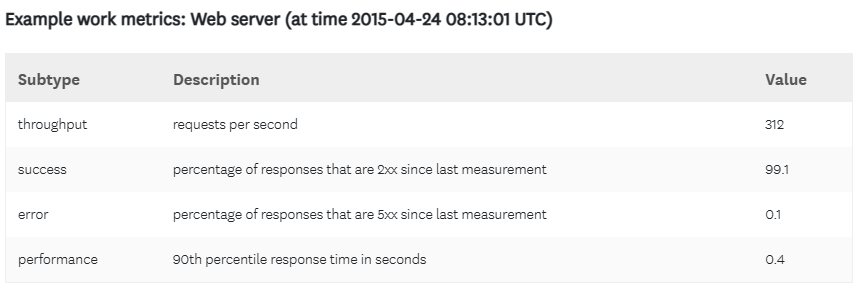 Example work metrics: Web server (at time 2015-04-24 08:13:01 UTC)
Subtype Description Value
throughput requests per second 312
success percentage of responses that are 2xx since last measurement 99.1
error percentage of responses that are 5xx since last measurement 0.1
performance 90th percentile response time in seconds 0.4